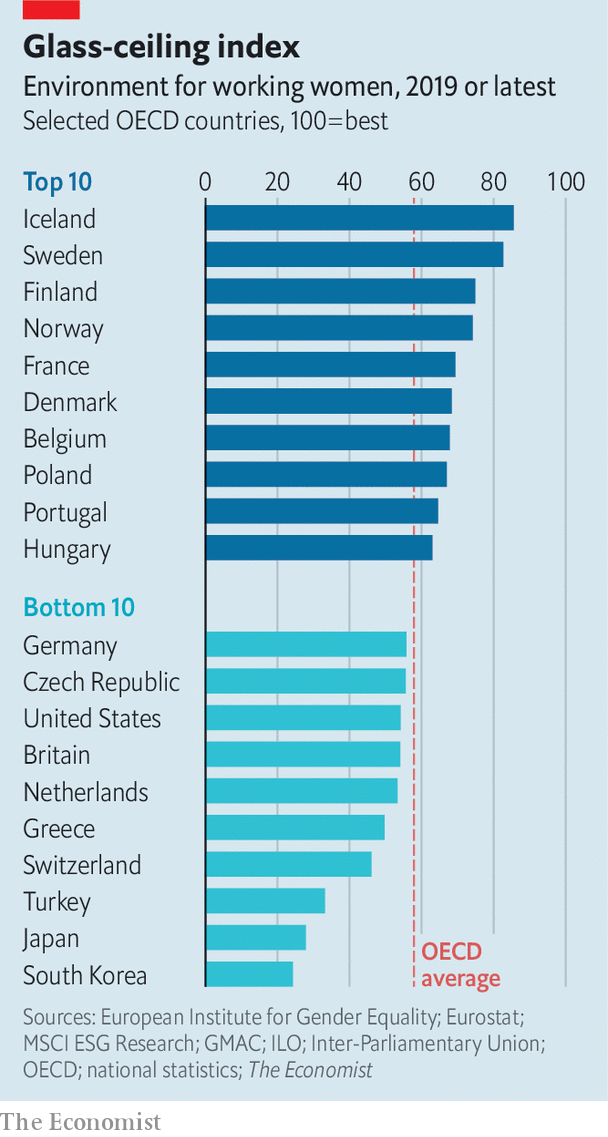 Glass-ceiling index
Environment for working women, 2019 or latest
Selected OECD countries, 100=best
Top 10 0 20 40 60 80 100
Iceland
Sweden
Finland
Norway
France
Denmark
Belgium
Poland
Portugal
Hungary
Bottom 10
Germany
Czech Republic
United States
Britain
Netherlands
Greece
Switzerland
Turkey
Japan
South Korea
OECD
average
Sources: European Institute for Gender Equality; Eurostat;
MSCI ESG Research; GMAC; ILO; Inter-Parliamentary Union;
OECD; national statistics; The Economist
The Economist